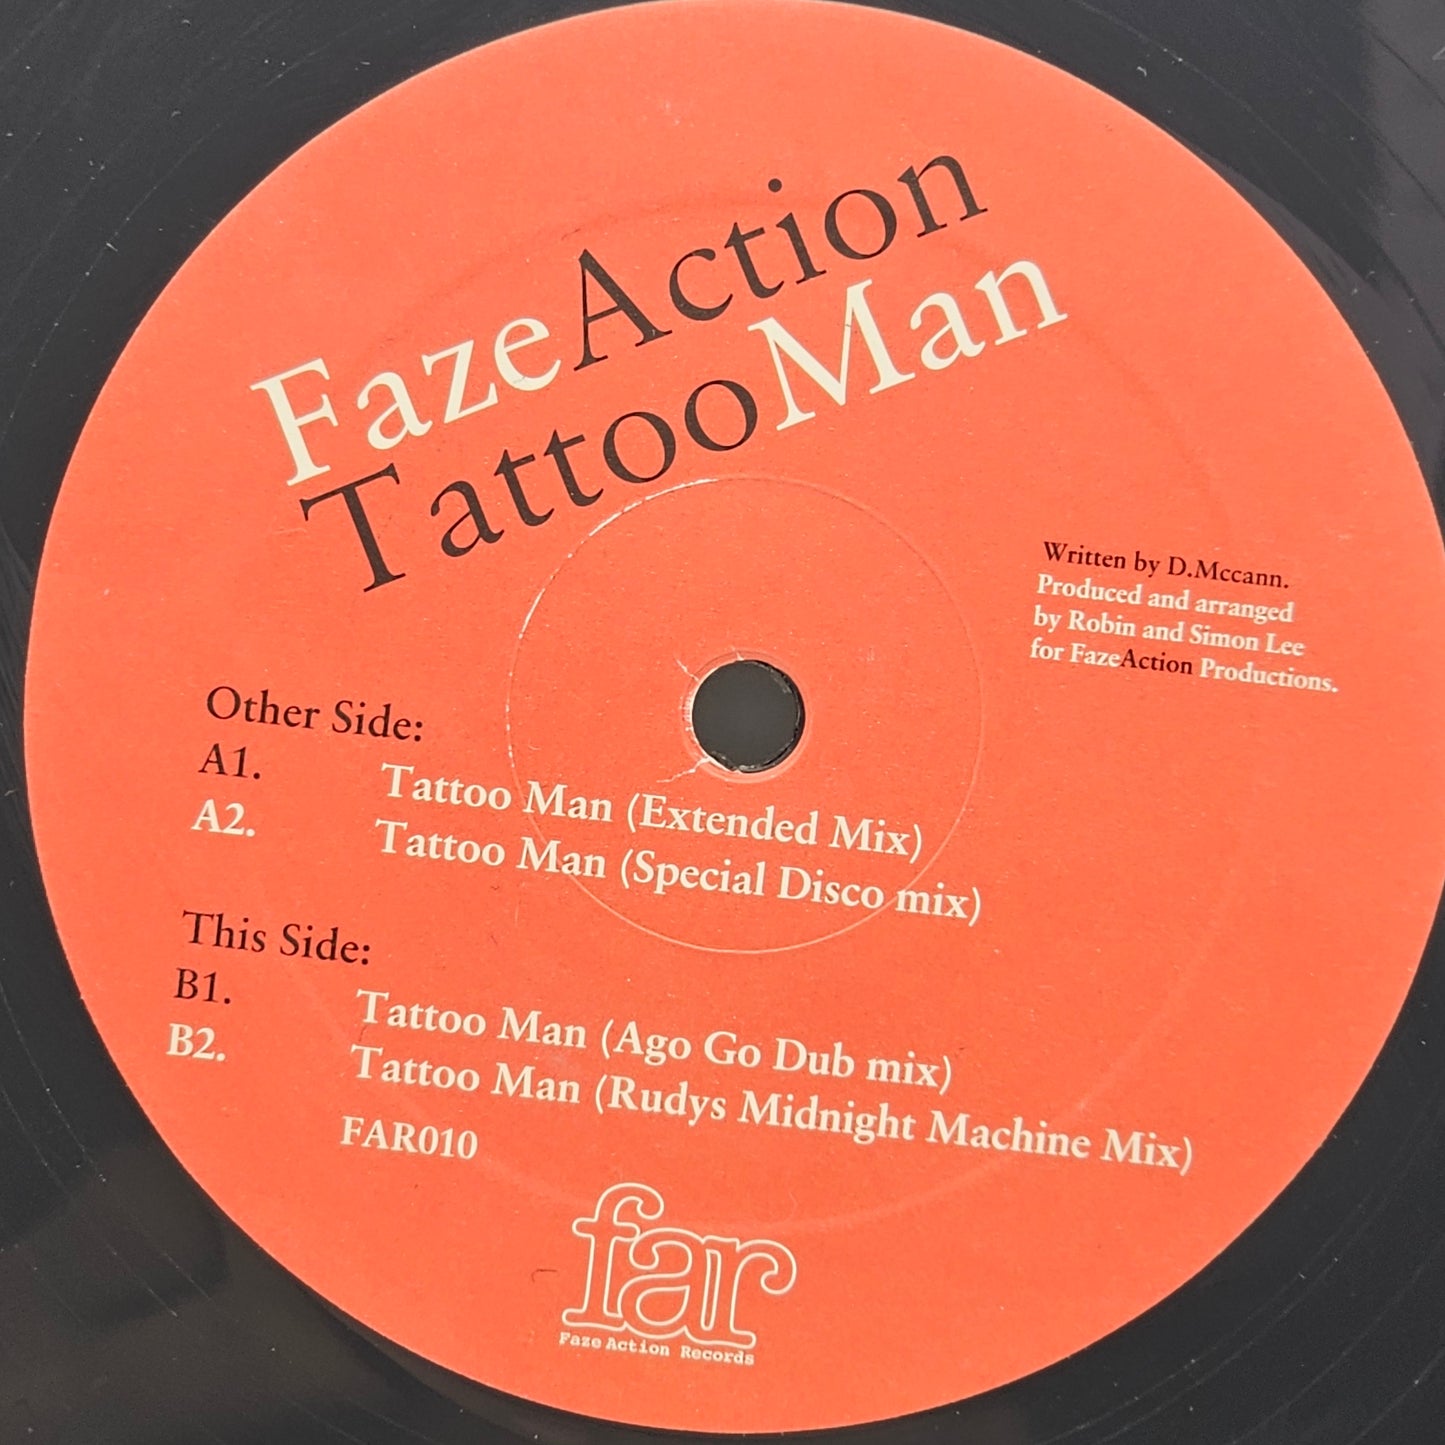 FazeAction
TattooMan
Written by D.Mccann.
Produced and arranged
by Robin and Simon Lee
for FazeAction Productions.
Other Side:
A1. Tattoo Man (Extended Mix)
A2. Tattoo Man (Special Disco mix)
This Side:
B1. Tattoo Man (Ago Go Dub mix)
B2. Tattoo Man (Rudys Midnight Machine Mix)
FAR010
far
Faze Action Records